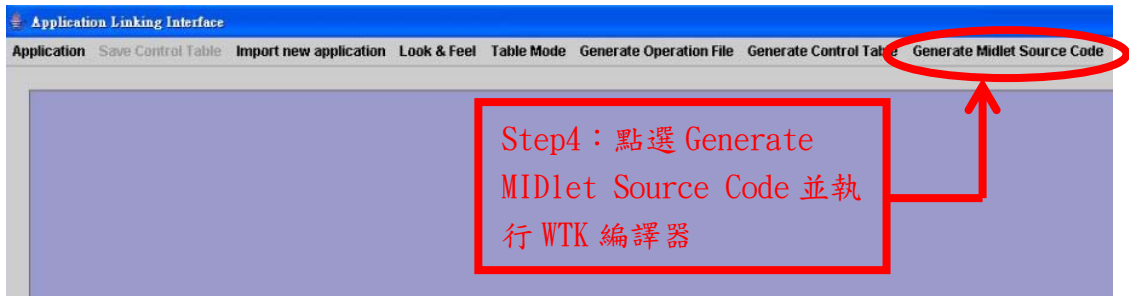 Application Linking Interface
Application Save Control Table Import new application Look & Feel Table Mode Generate Operation File Generate Control Table Generate Midlet Source Code
Step4：點選 Generate
MIDlet Source Code 並執
行 WTK 編譯器